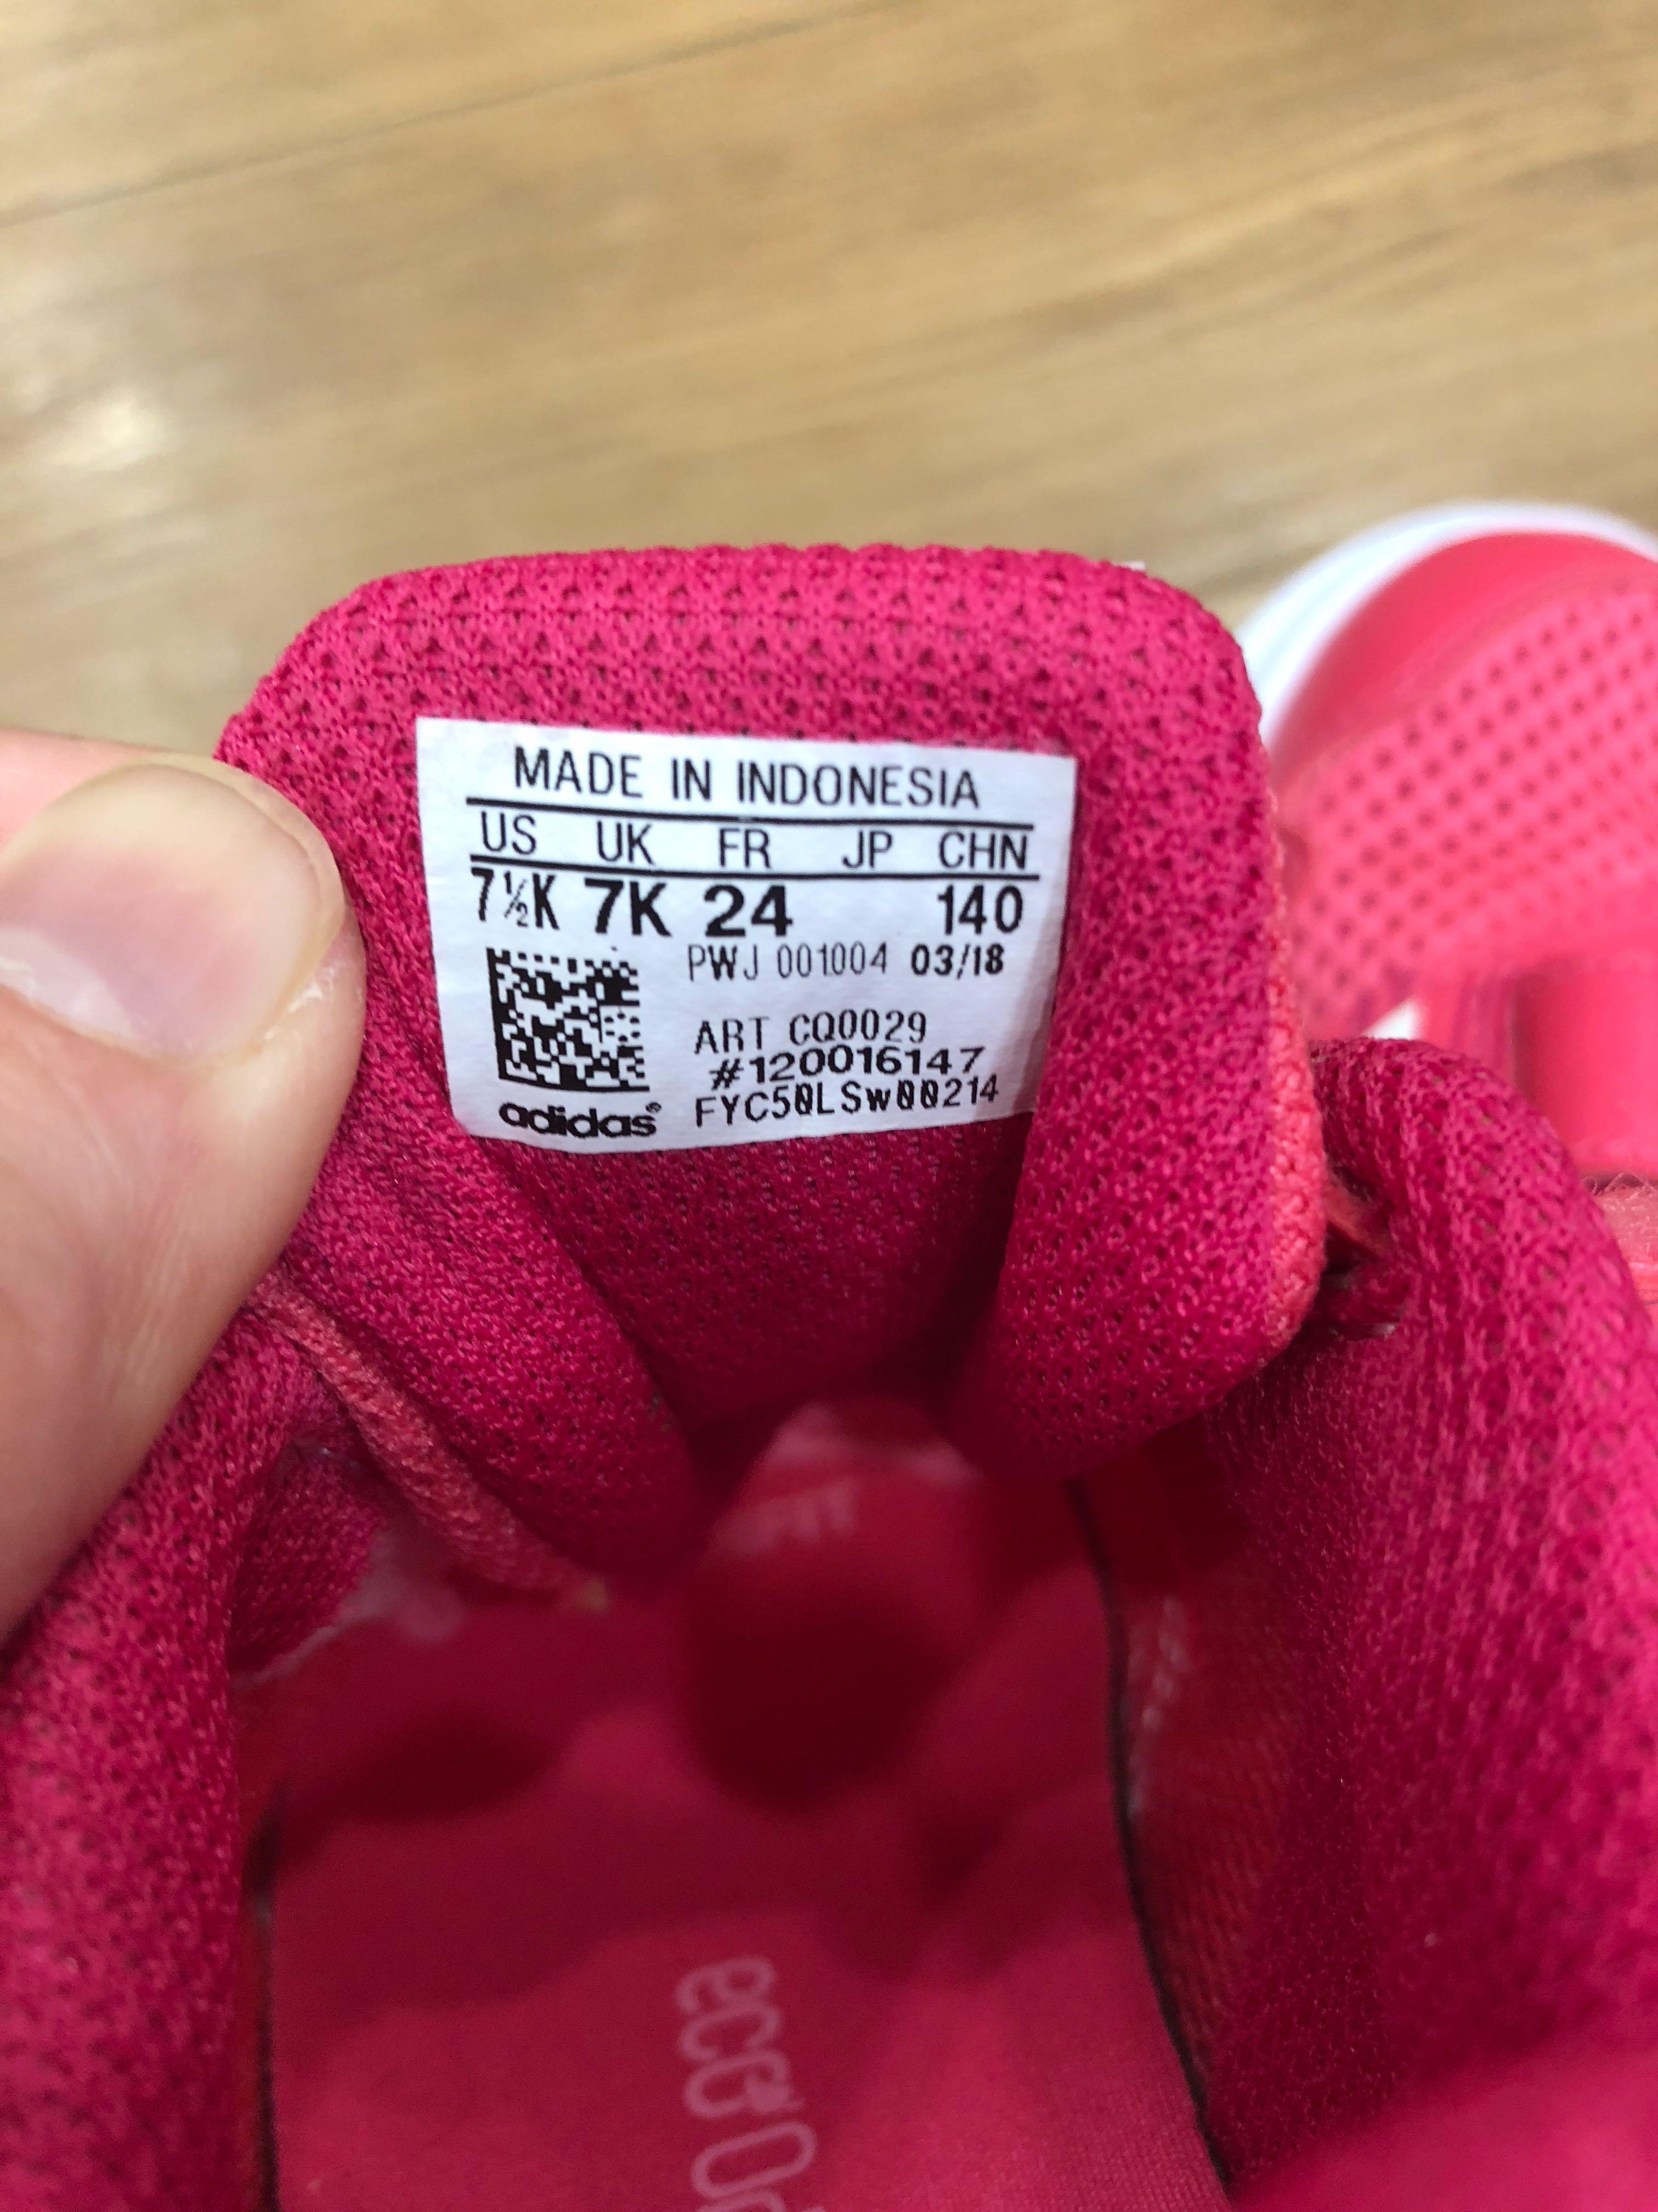 MADE IN INDONESIA
US UK FR JP CHN
7½K 7K 24 140
PWJ 001004 03/18
ART CQ0029
#120016147
FYC50LSW00214
adidas
eco